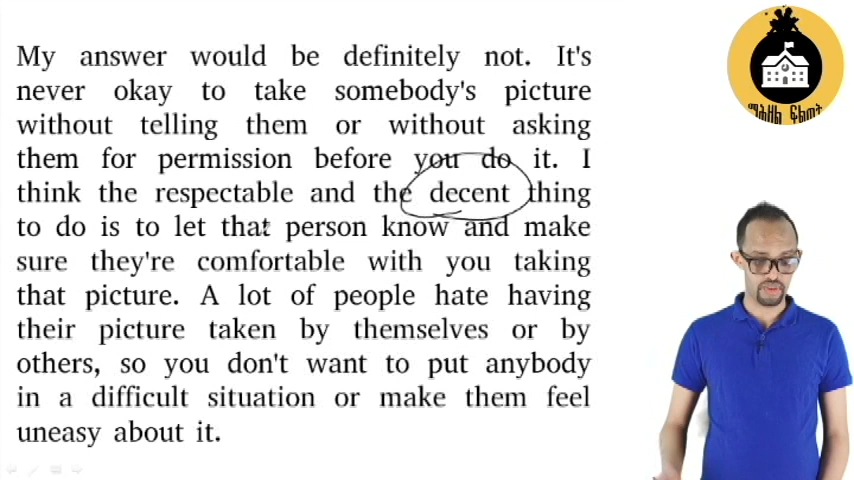 My answer would be definitely not. It's
never okay to take somebody's picture
without telling them or without asking
them for permission before you do it. I
think the respectable and the decent thing
to do is to let that person know and make
sure they're comfortable with you taking
that picture. A lot of people hate having
their picture taken by themselves or by
others, so you don't want to put anybody
in a difficult situation or make them feel
uneasy about it.
ማሕዘል ፍልጠት